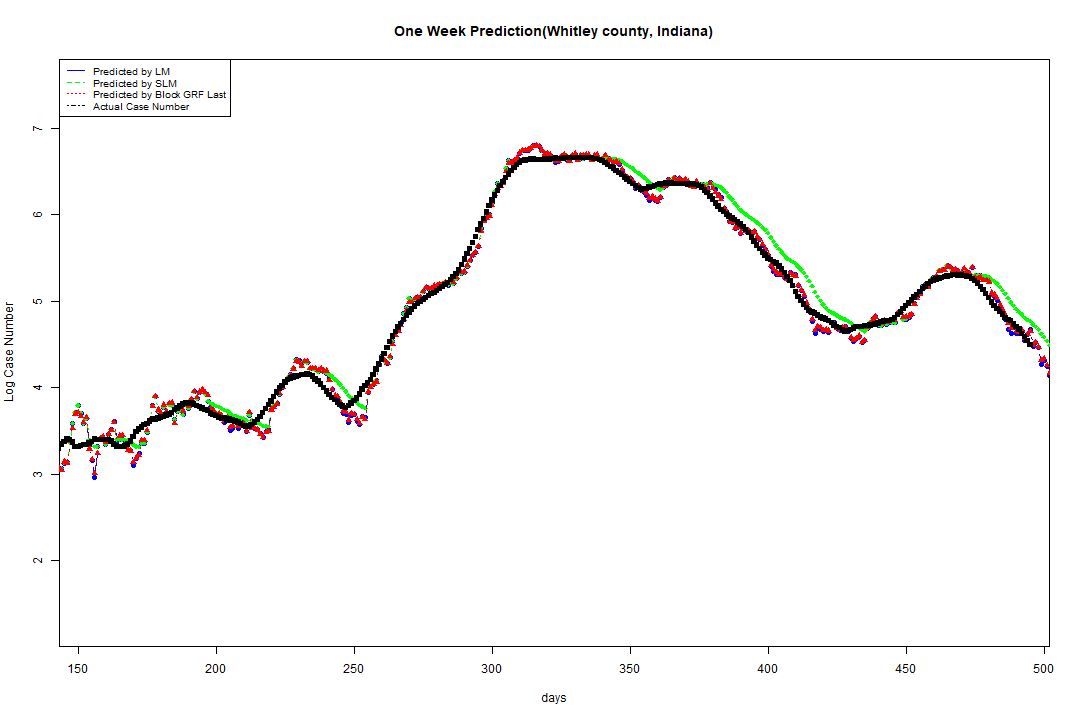 One Week Prediction(Whitley county, Indiana)
Predicted by LM
Predicted by SLM
Predicted by Block GRF Last
Actual Case Number
7
6
5
4
3
2
Log Case Number
150 200 250 300 350 400 450 500
days